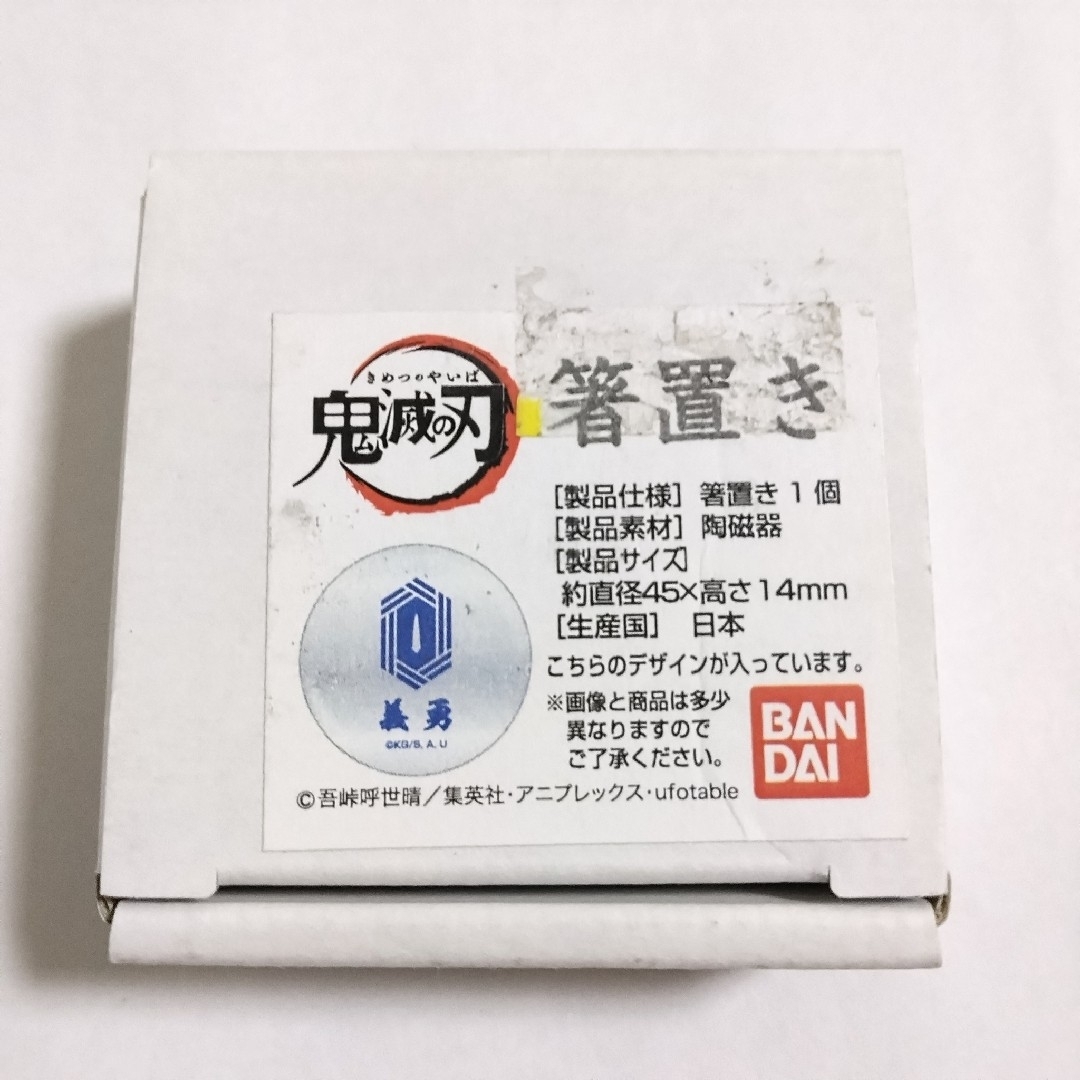 きめつのやいば
鬼滅の刃
箸置き
［製品仕様］ 箸置き 1 個
［製品素材］ 陶磁器
［製品サイズ］
約直径45×高さ14mm
［生産国］ 日本
こちらのデザインが入っています。
※画像と商品は多少
異なりますので
ご了承ください。
義勇
©KG/S, A, U
BAN
DAI
©吾峠呼世晴／集英社・アニプレックス・ufotable